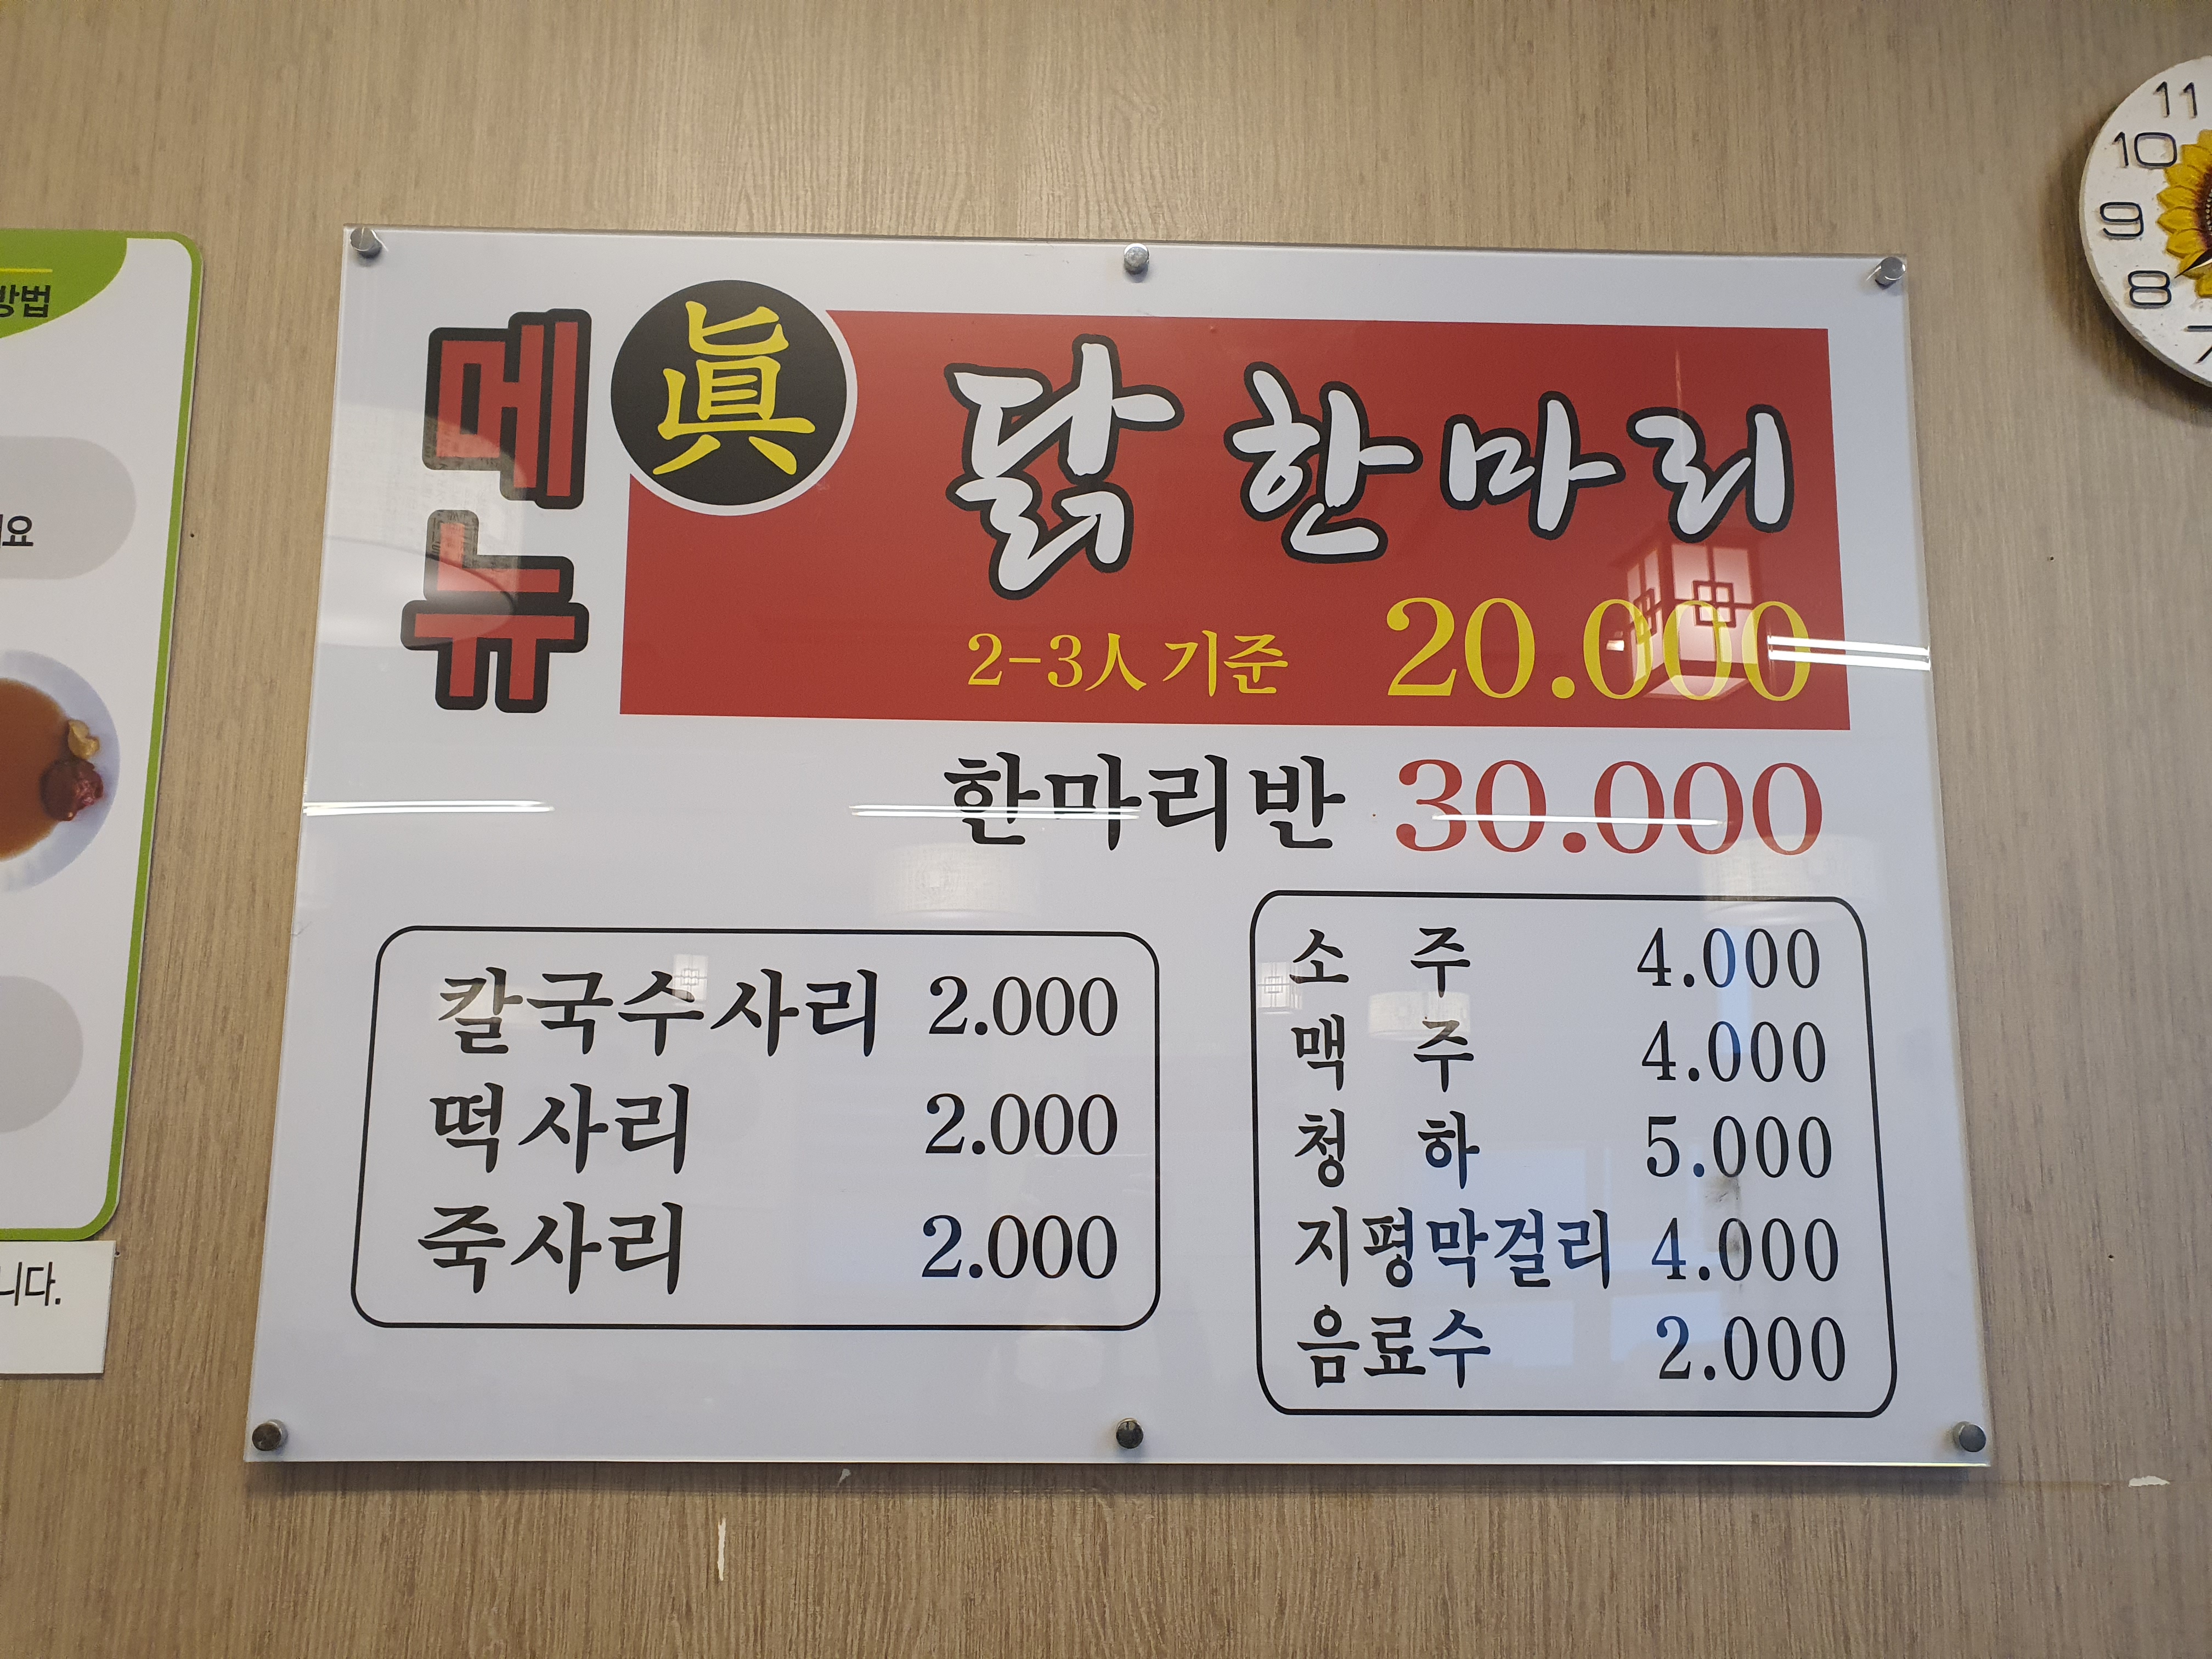 메뉴
眞 닭한마리
2-3人기준 20.000
한마리반 30.000
칼국수사리 2.000
떡사리 2.000
죽사리 2.000
소 주 4.000
맥 주 4.000
청 하 5.000
지평막걸리 4.000
음료수 2.000
방법
요
니다.
11
10
9
8
7